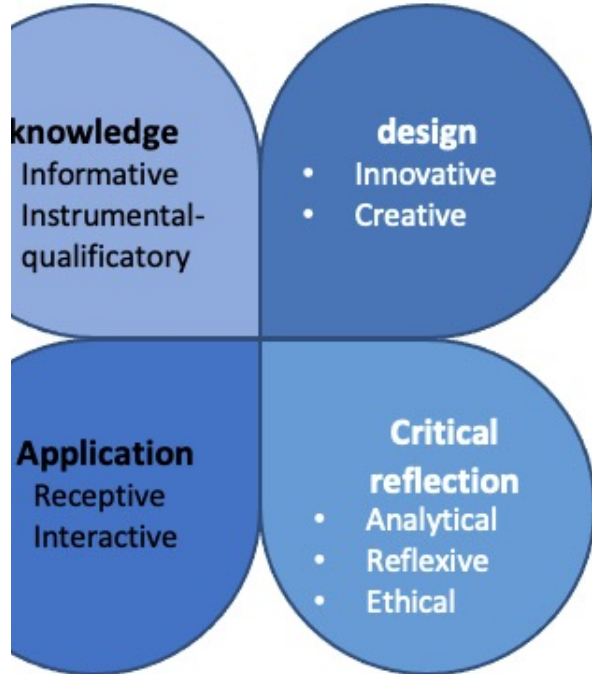 knowledge
Informative
Instrumental-
qualificatory
design
• Innovative
• Creative
Application
Receptive
Interactive
Critical
reflection
• Analytical
• Reflexive
• Ethical